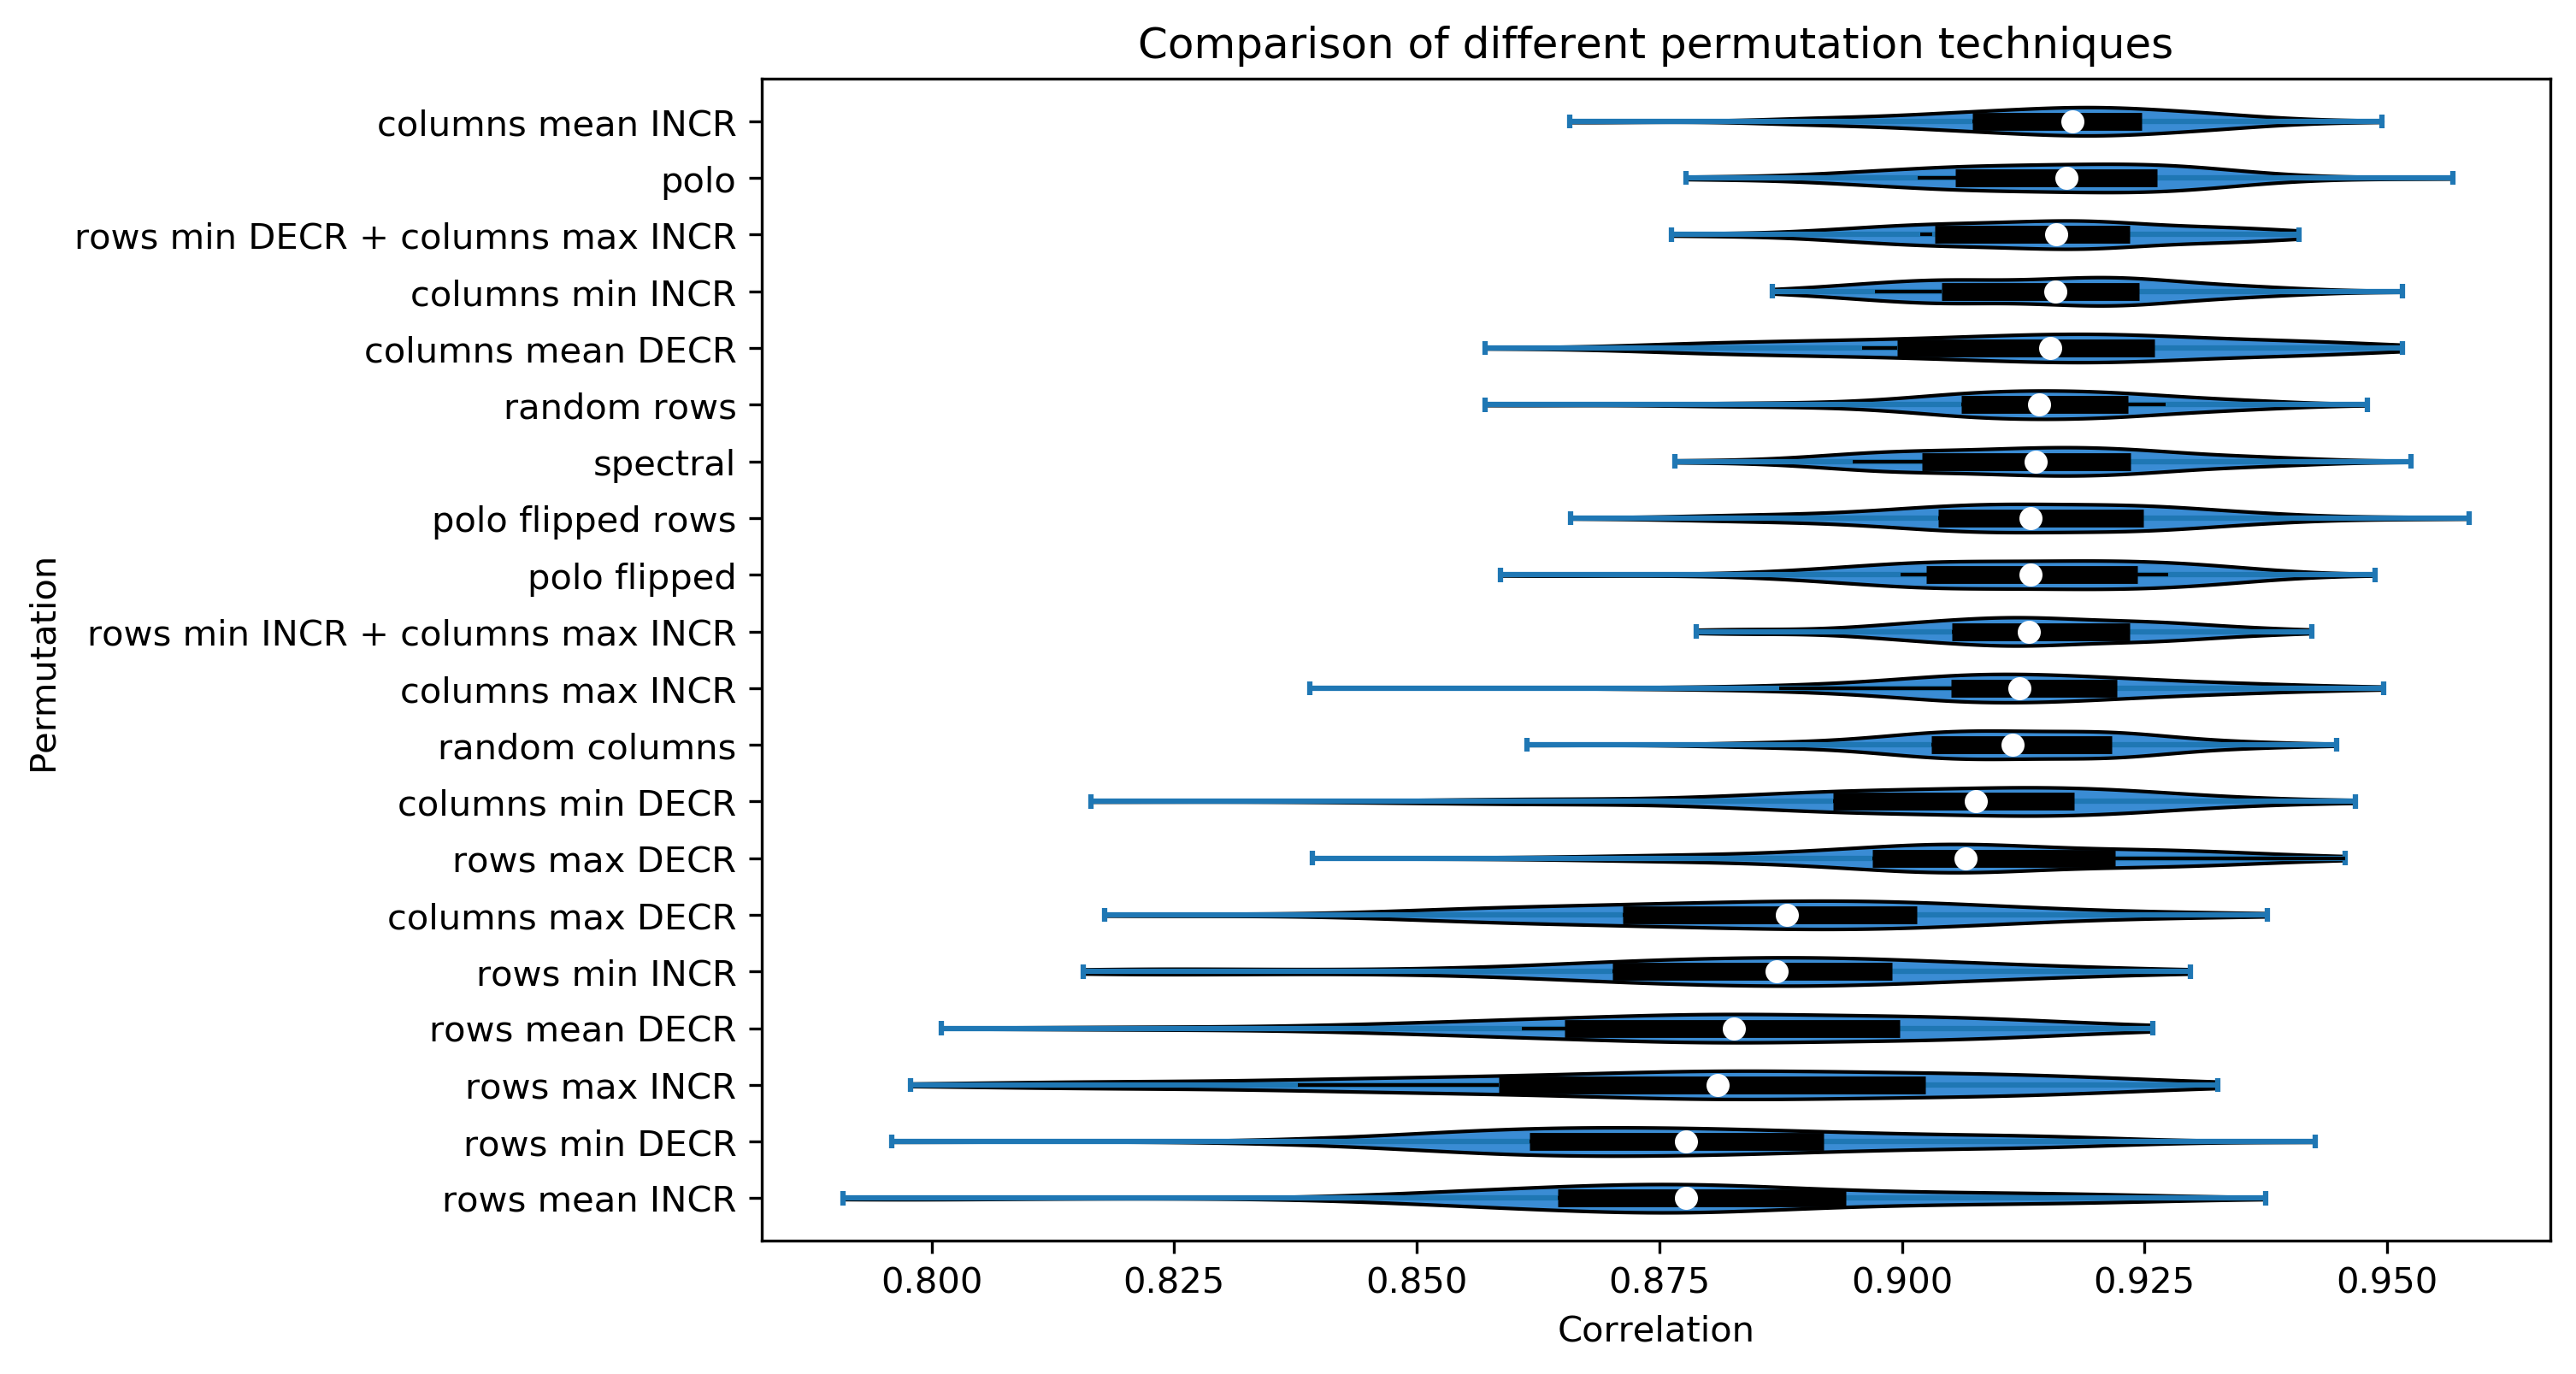 Comparison of different permutation techniques
columns mean INCR
polo
rows min DECR + columns max INCR
columns min INCR
columns mean DECR
random rows
spectral
polo flipped rows
polo flipped
rows min INCR + columns max INCR
columns max INCR
random columns
columns min DECR
rows max DECR
columns max DECR
rows min INCR
rows mean DECR
rows max INCR
rows min DECR
rows mean INCR
Permutation
0.800 0.825 0.850 0.875 0.900 0.925 0.950
Correlation